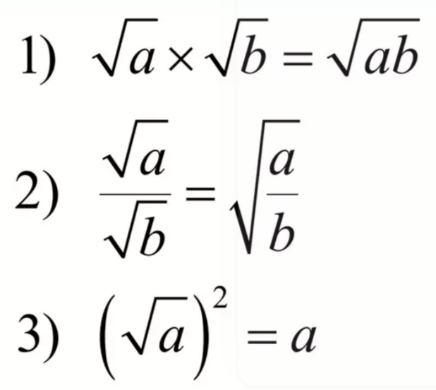 1) √a × √b = √ab
2) √a/√b = √(a/b)
3) (√a)² = a